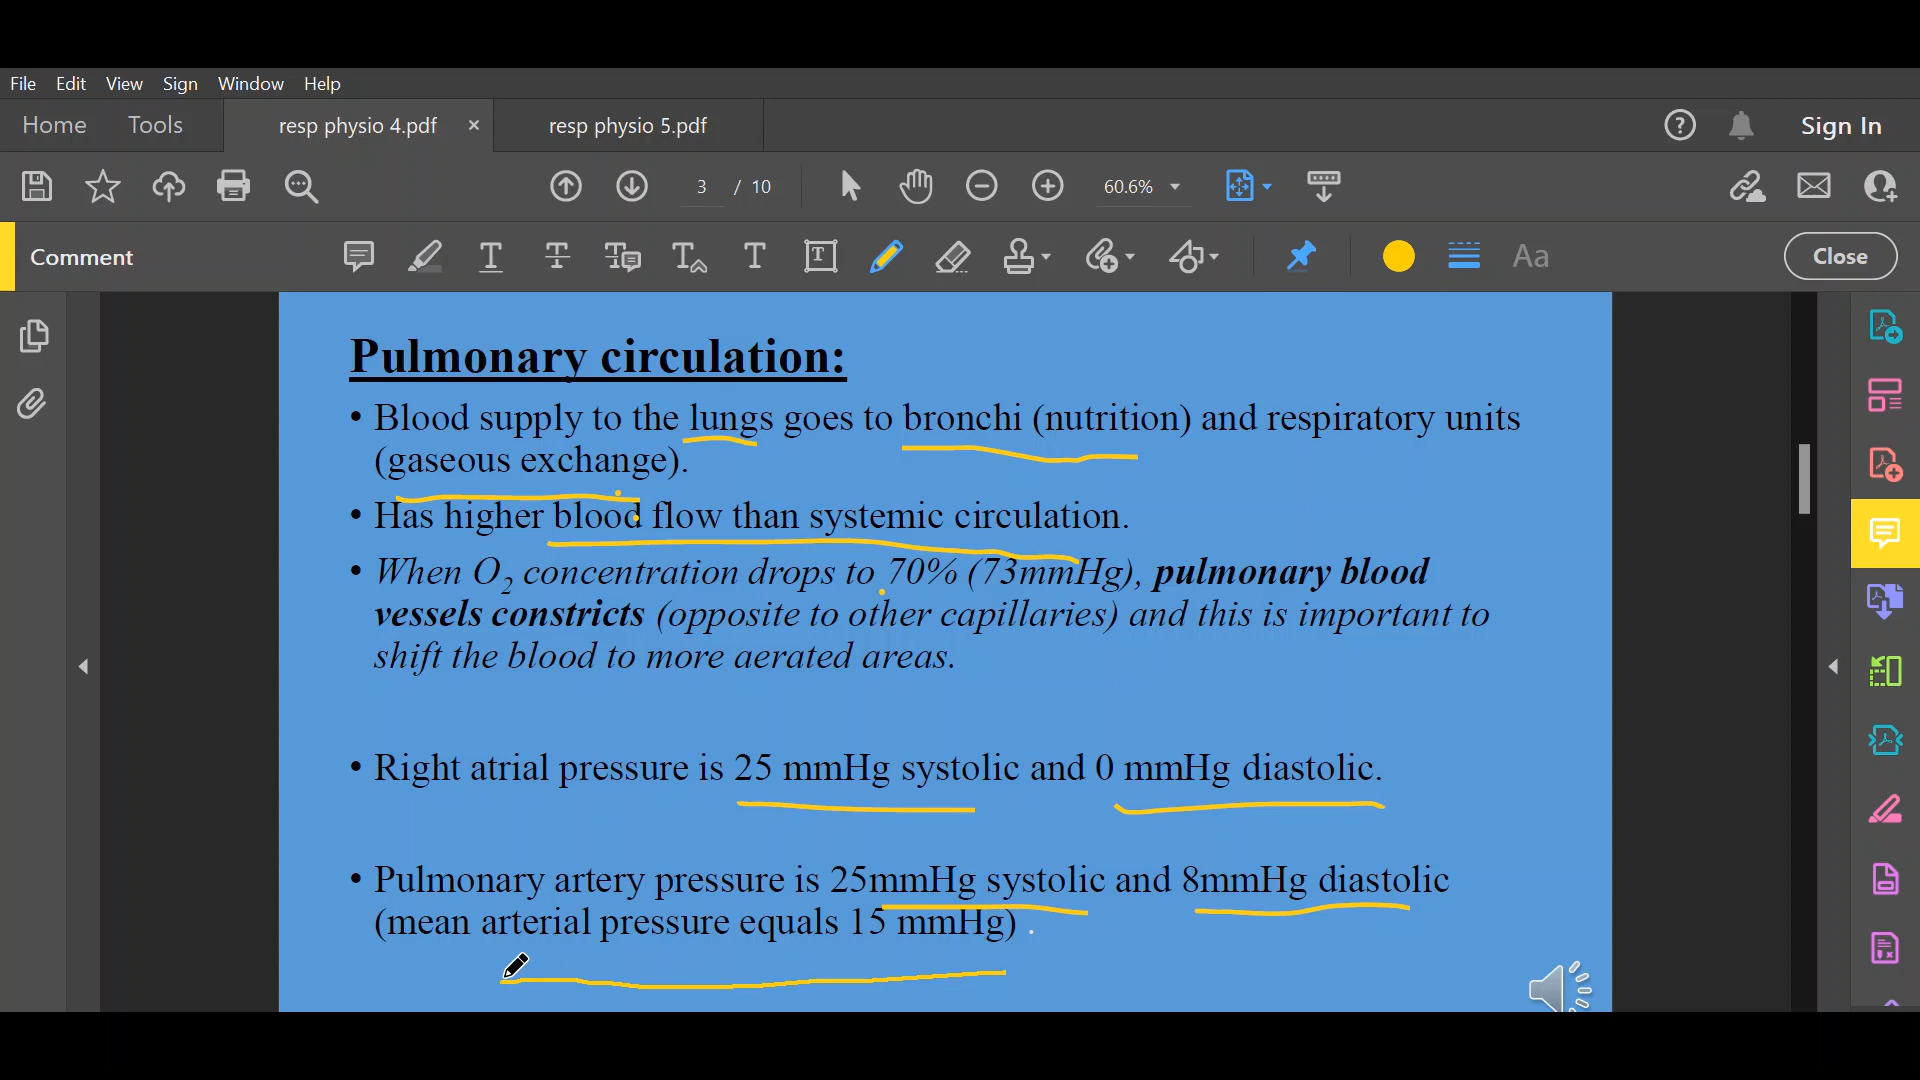 File Edit View Sign Window Help
Home Tools resp physio 4.pdf × resp physio 5.pdf ? Sign In
3 / 10 60.6%
Comment T T T T T T Aa Close
Pulmonary circulation:
• Blood supply to the lungs goes to bronchi (nutrition) and respiratory units
(gaseous exchange).
• Has higher blood flow than systemic circulation.
• When O2 concentration drops to 70% (73mmHg), pulmonary blood
vessels constricts (opposite to other capillaries) and this is important to
shift the blood to more aerated areas.
• Right atrial pressure is 25 mmHg systolic and 0 mmHg diastolic.
• Pulmonary artery pressure is 25mmHg systolic and 8mmHg diastolic
(mean arterial pressure equals 15 mmHg) .